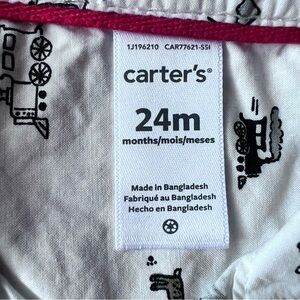 1J196210 CAR77621-SSI
carter's®
24m
months/mois/meses
Made in Bangladesh
Fabriqué au Bangladesh
Hecho en Bangladesh